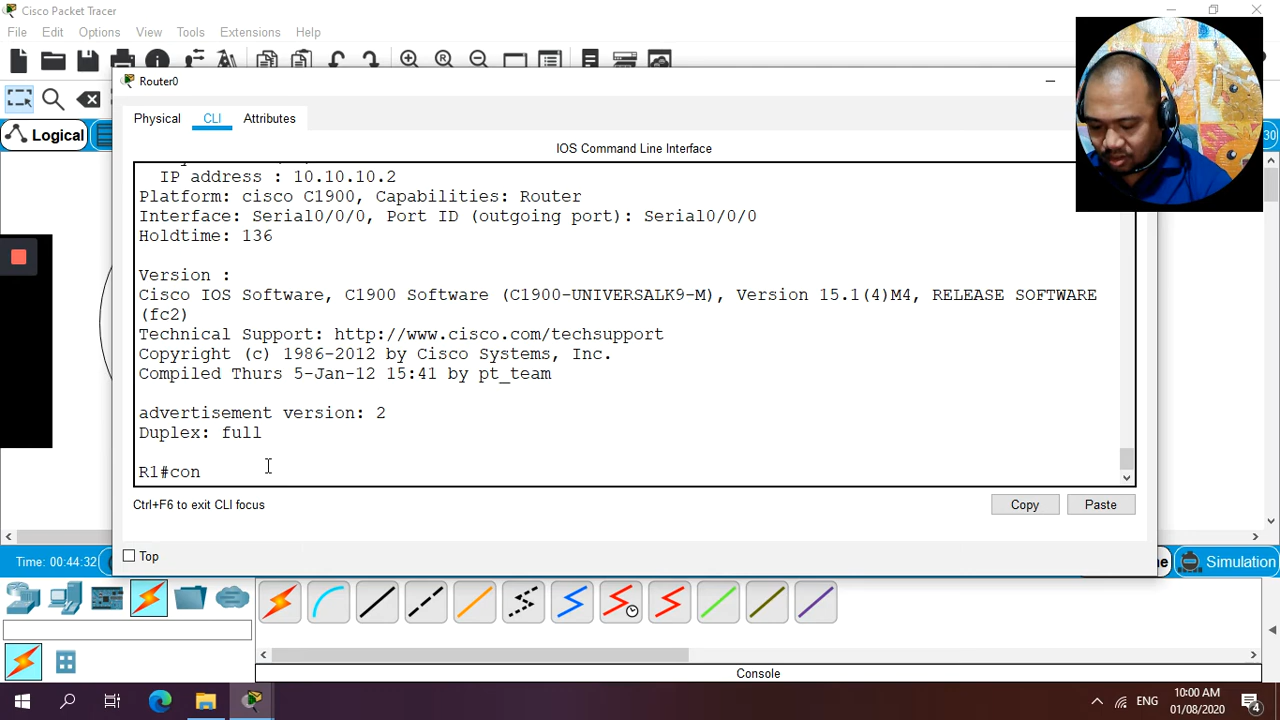 Cisco Packet Tracer
File Edit Options View Tools Extensions Help
Router0
Physical CLI Attributes
Logical
IOS Command Line Interface
IP address : 10.10.10.2
Platform: cisco C1900, Capabilities: Router
Interface: Serial0/0/0, Port ID (outgoing port): Serial0/0/0
Holdtime: 136
Version :
Cisco IOS Software, C1900 Software (C1900-UNIVERSALK9-M), Version 15.1(4)M4, RELEASE SOFTWARE
(fc2)
Technical Support: http://www.cisco.com/techsupport
Copyright (c) 1986-2012 by Cisco Systems, Inc.
Compiled Thurs 5-Jan-12 15:41 by pt_team
advertisement version: 2
Duplex: full
R1#con
Ctrl+F6 to exit CLI focus
Copy Paste
Top
Time: 00:44:32
Simulation
Console
ENG
10:00 AM
01/08/2020
4